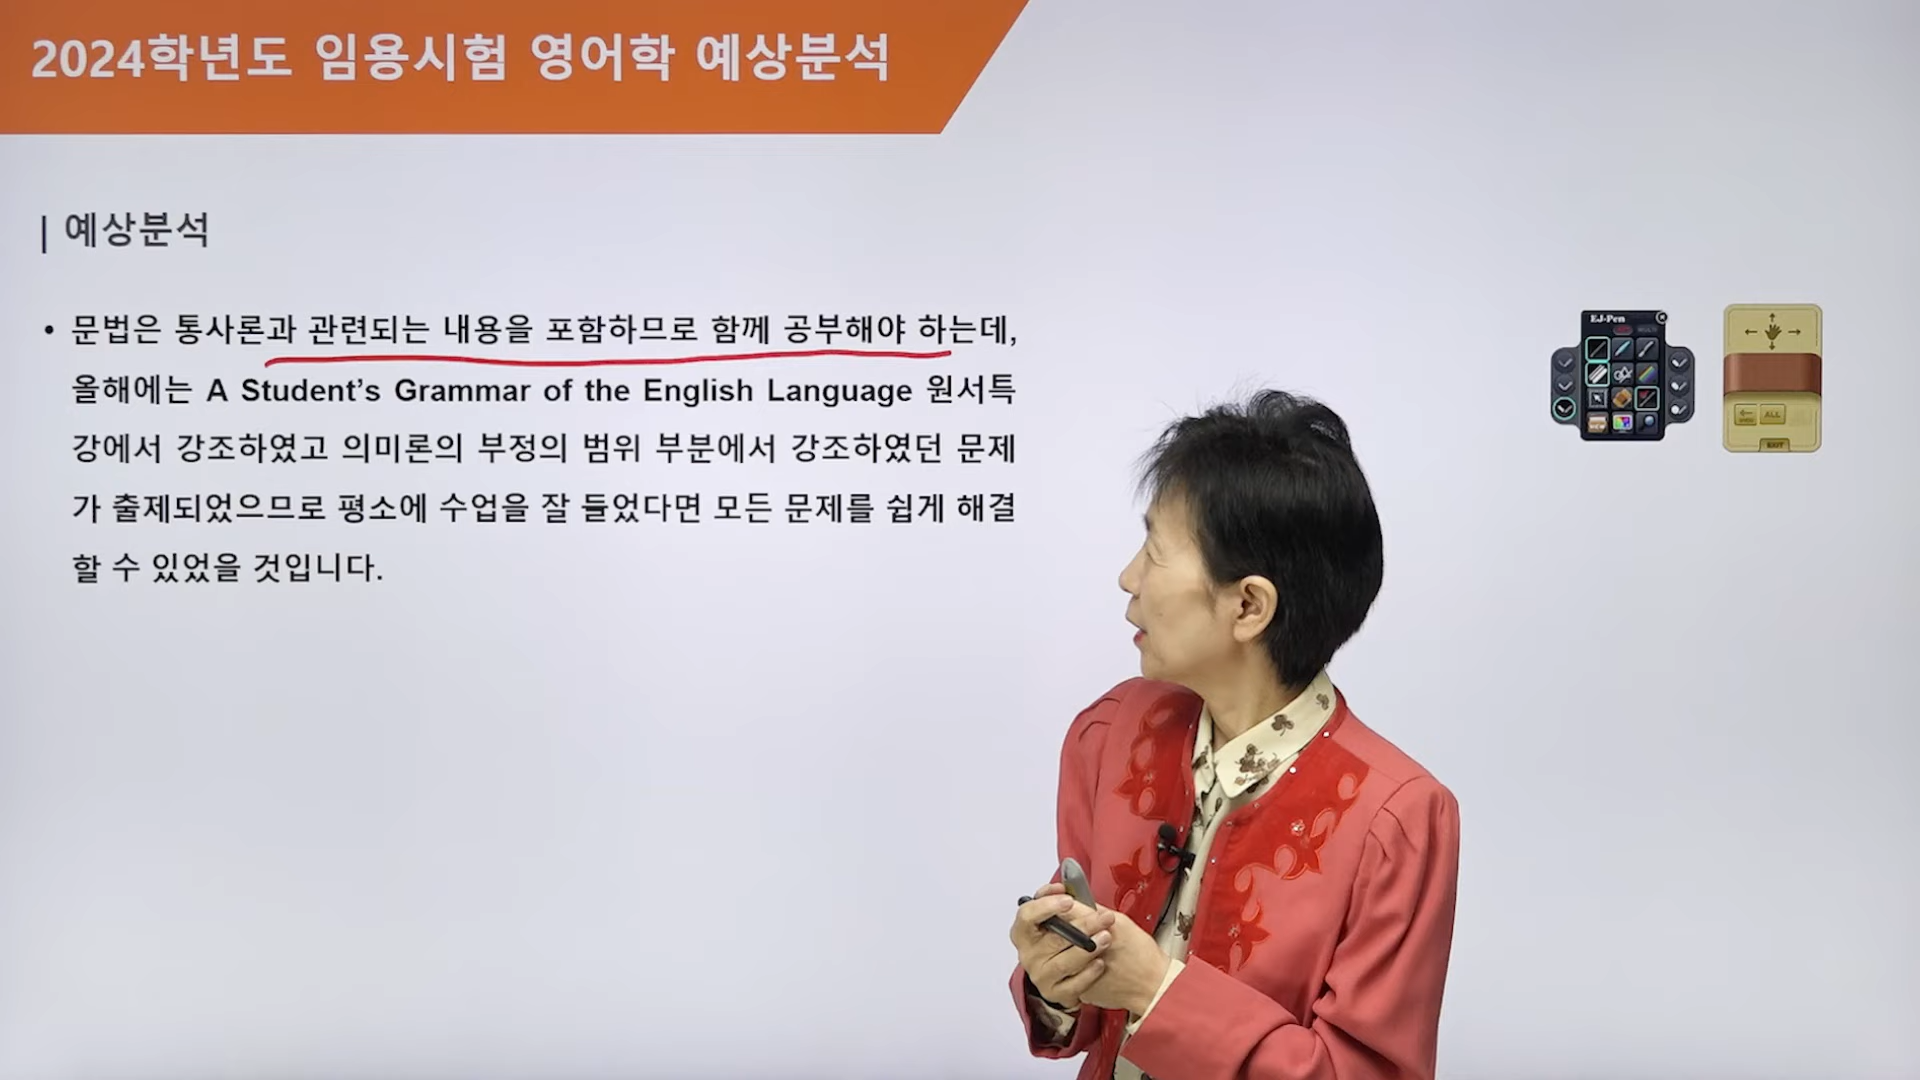 2024학년도 임용시험 영어학 예상분석
| 예상분석
• 문법은 통사론과 관련되는 내용을 포함하므로 함께 공부해야 하는데,
올해에는 A Student’s Grammar of the English Language 원서특
강에서 강조하였고 의미론의 부정의 범위 부분에서 강조하였던 문제
가 출제되었으므로 평소에 수업을 잘 들었다면 모든 문제를 쉽게 해결
할 수 있었을 것입니다.
EJ-Pen
ALL
EXIT